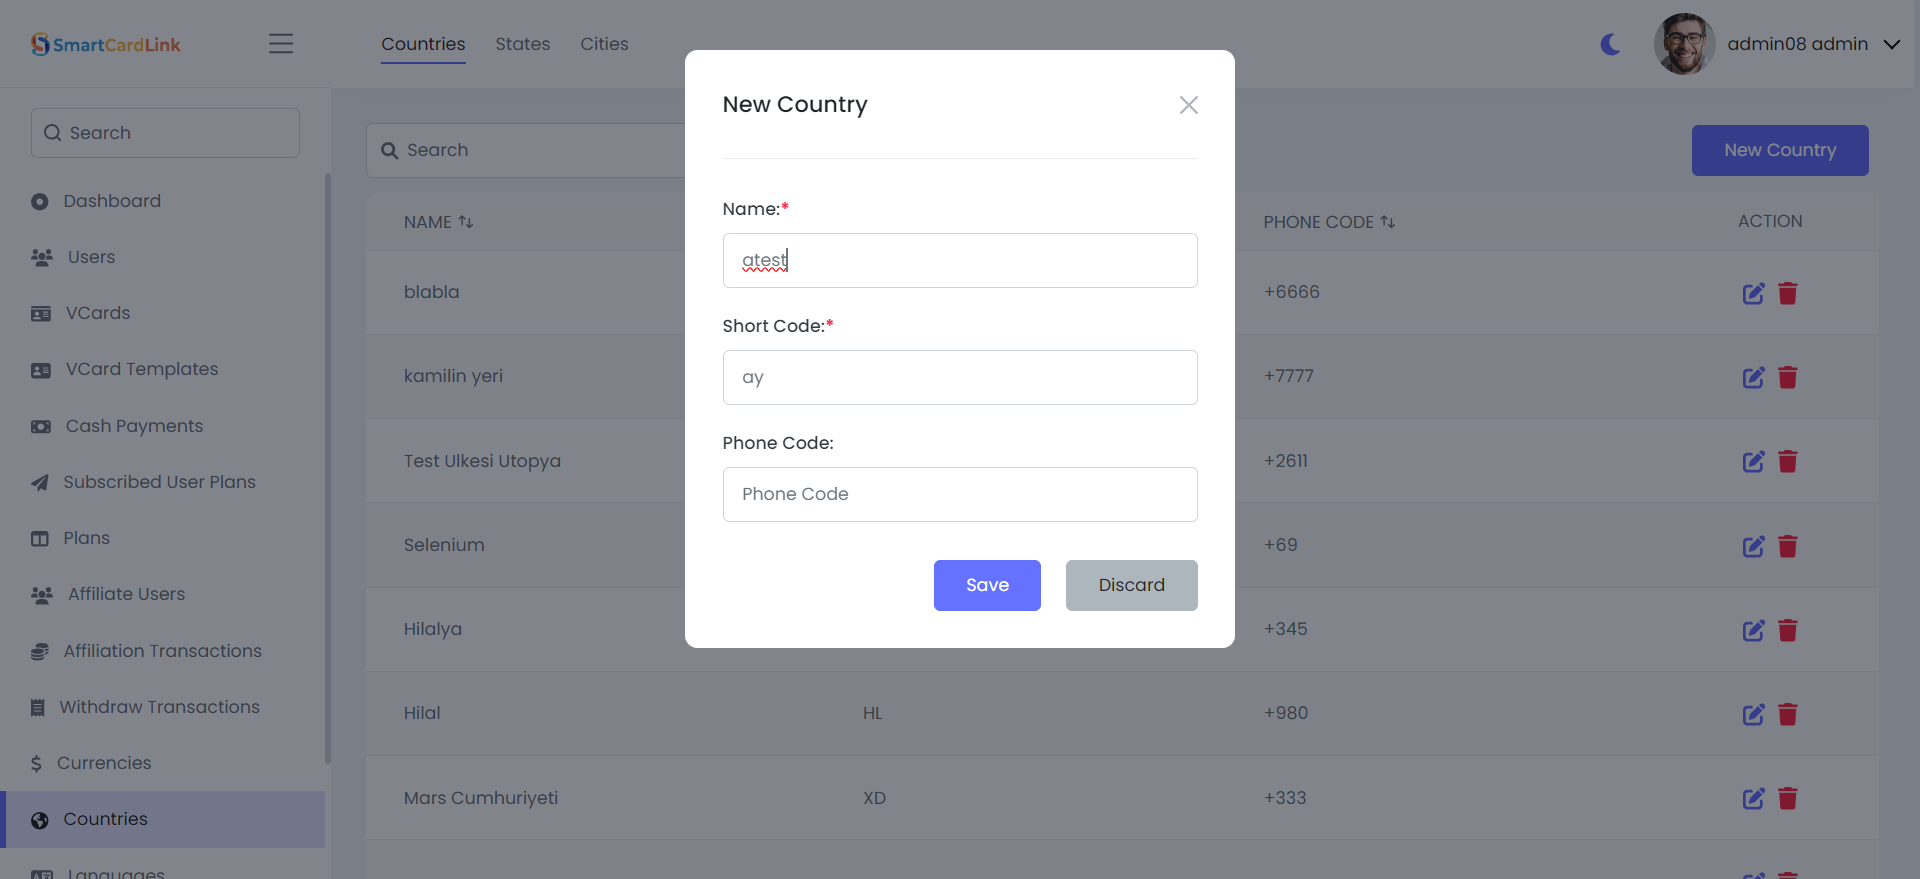 SmartCardLink
Countries
States
Cities
admin08 admin
Search
Dashboard
Users
VCards
VCard Templates
Cash Payments
Subscribed User Plans
Plans
Affiliate Users
Affiliation Transactions
Withdraw Transactions
$ Currencies
Countries
Languages
Search
New Country
NAME
PHONE CODE
ACTION
blabla
+6666
kamilin yeri
+7777
Test Ulkesi Utopya
+2611
Selenium
+69
Hilalya
+345
Hilal
HL
+980
Mars Cumhuriyeti
XD
+333
New Country
Name:*
atest
Short Code:*
ay
Phone Code:
Phone Code
Save
Discard